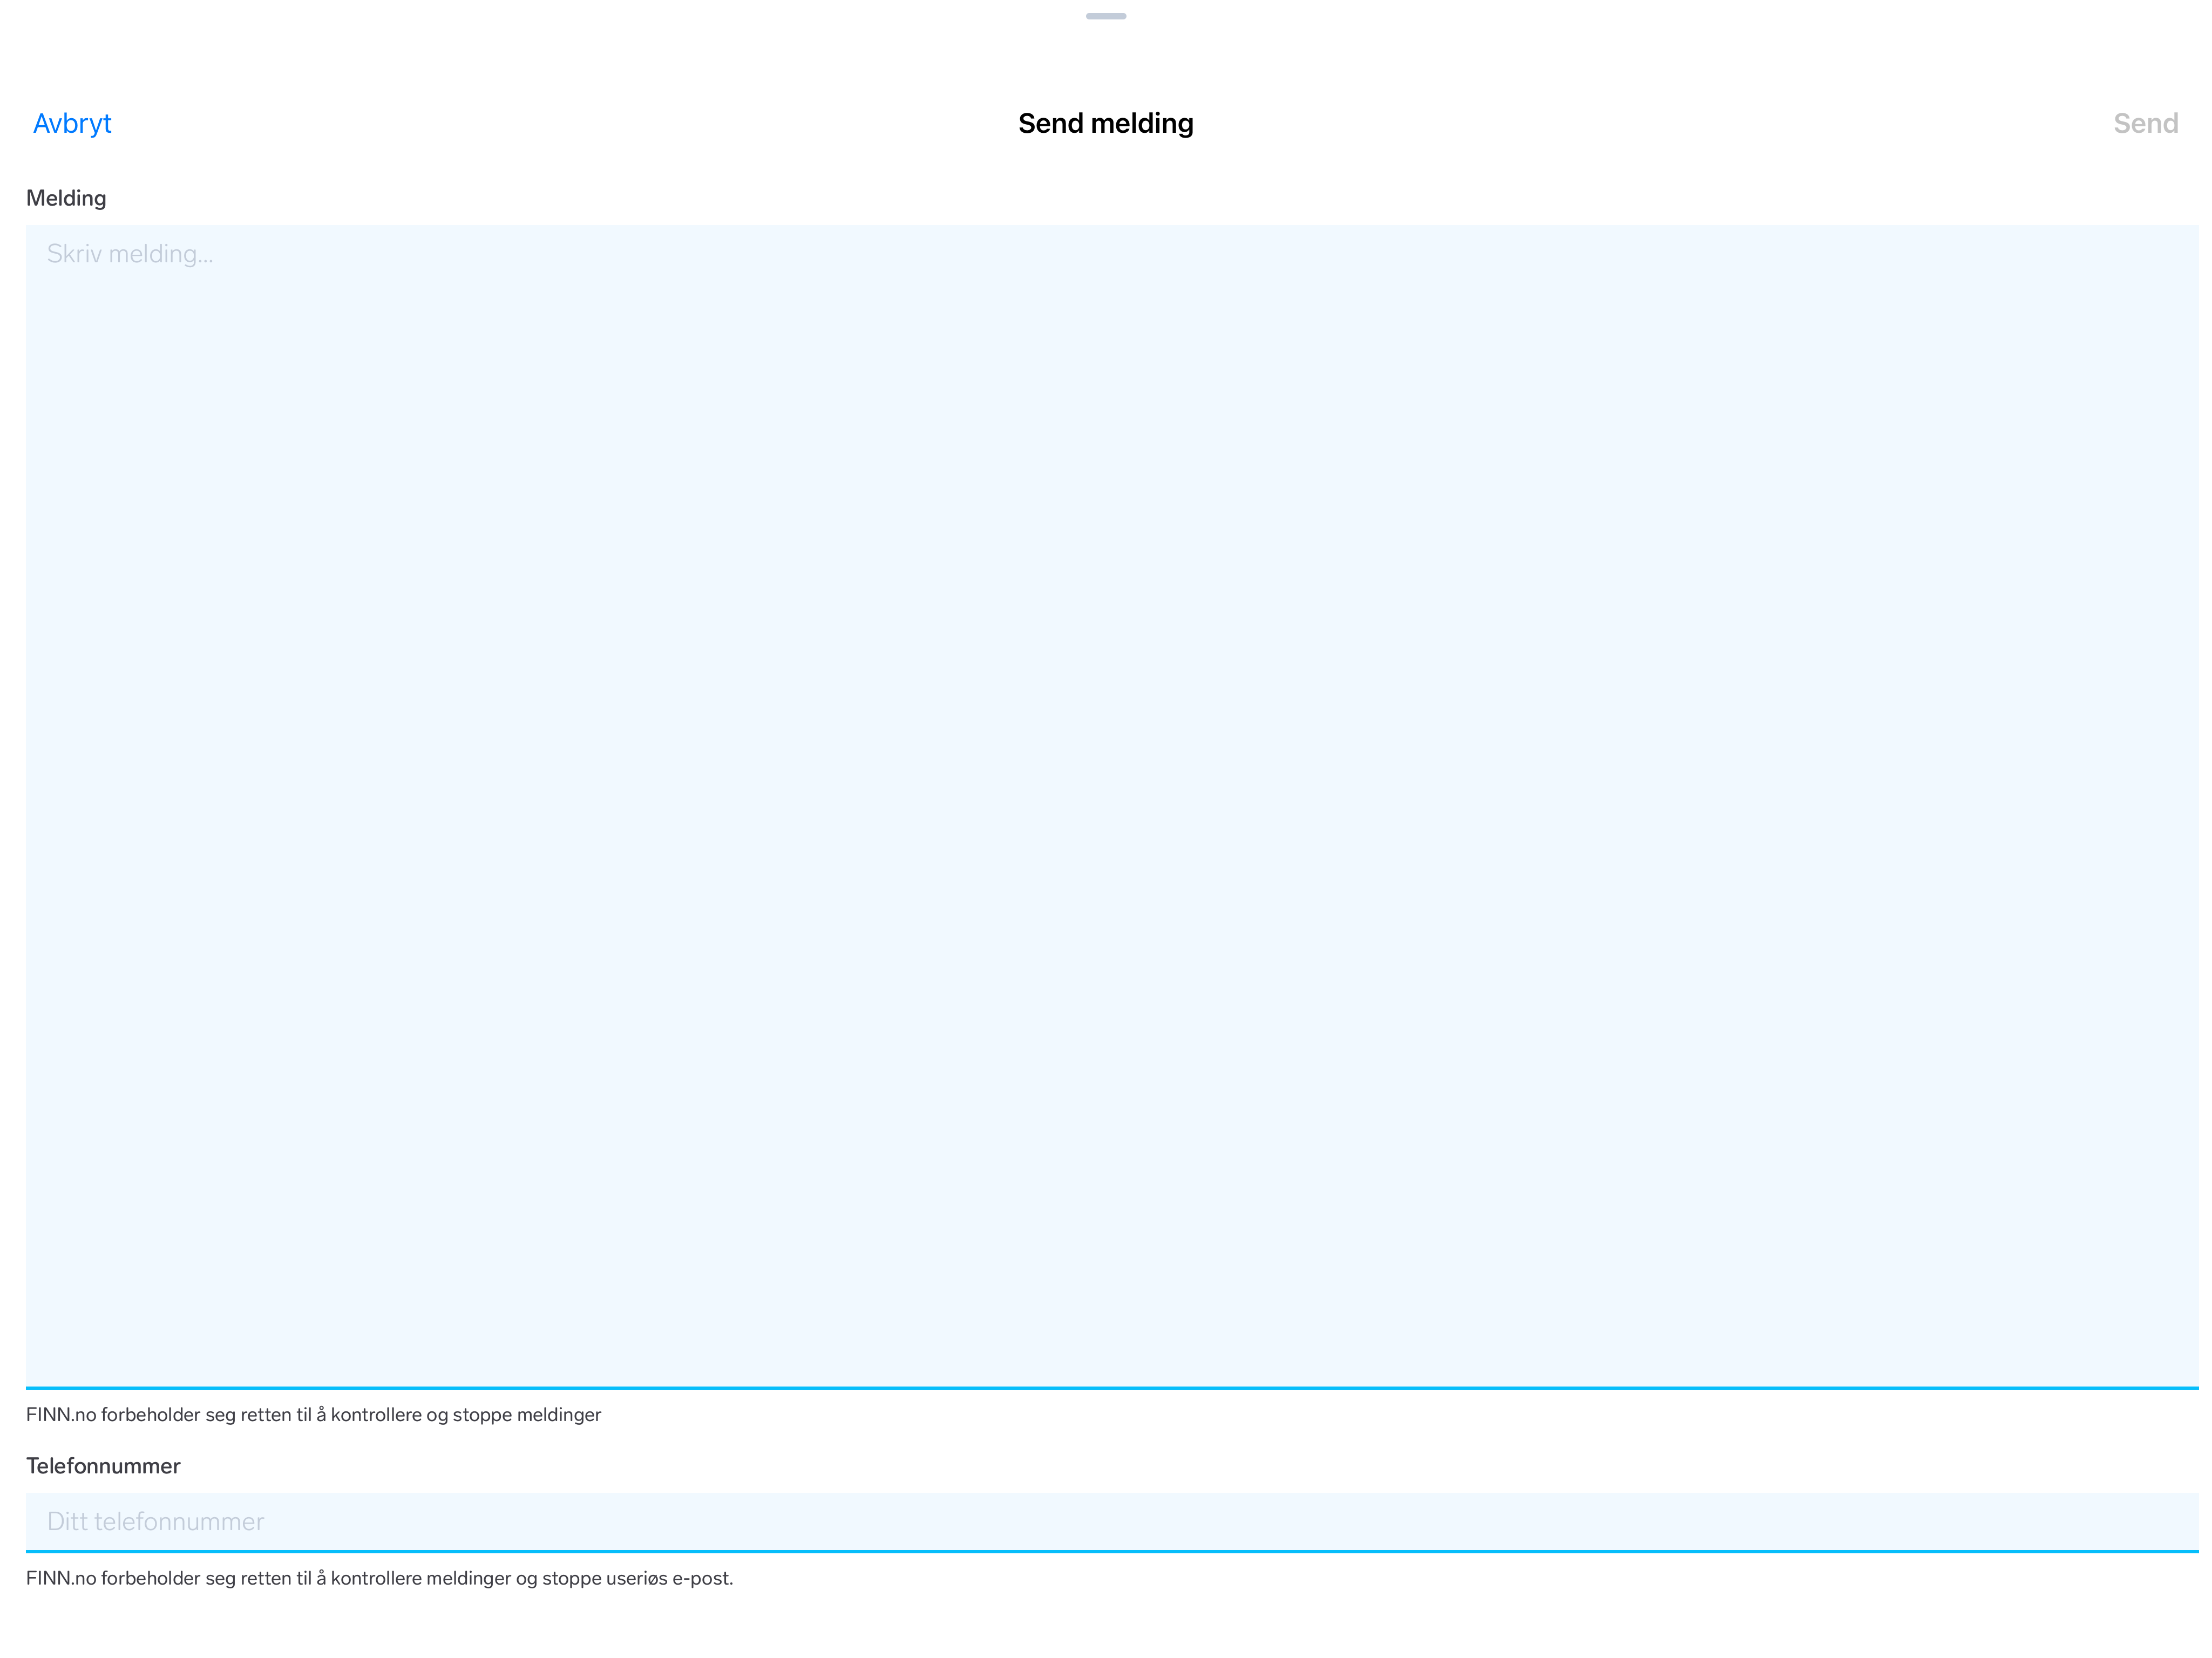 Avbryt
Send melding
Send
Melding
Skriv melding...
FINN.no forbeholder seg retten til å kontrollere og stoppe meldinger
Telefonnummer
Ditt telefonnummer
FINN.no forbeholder seg retten til å kontrollere meldinger og stoppe useriøs e-post.